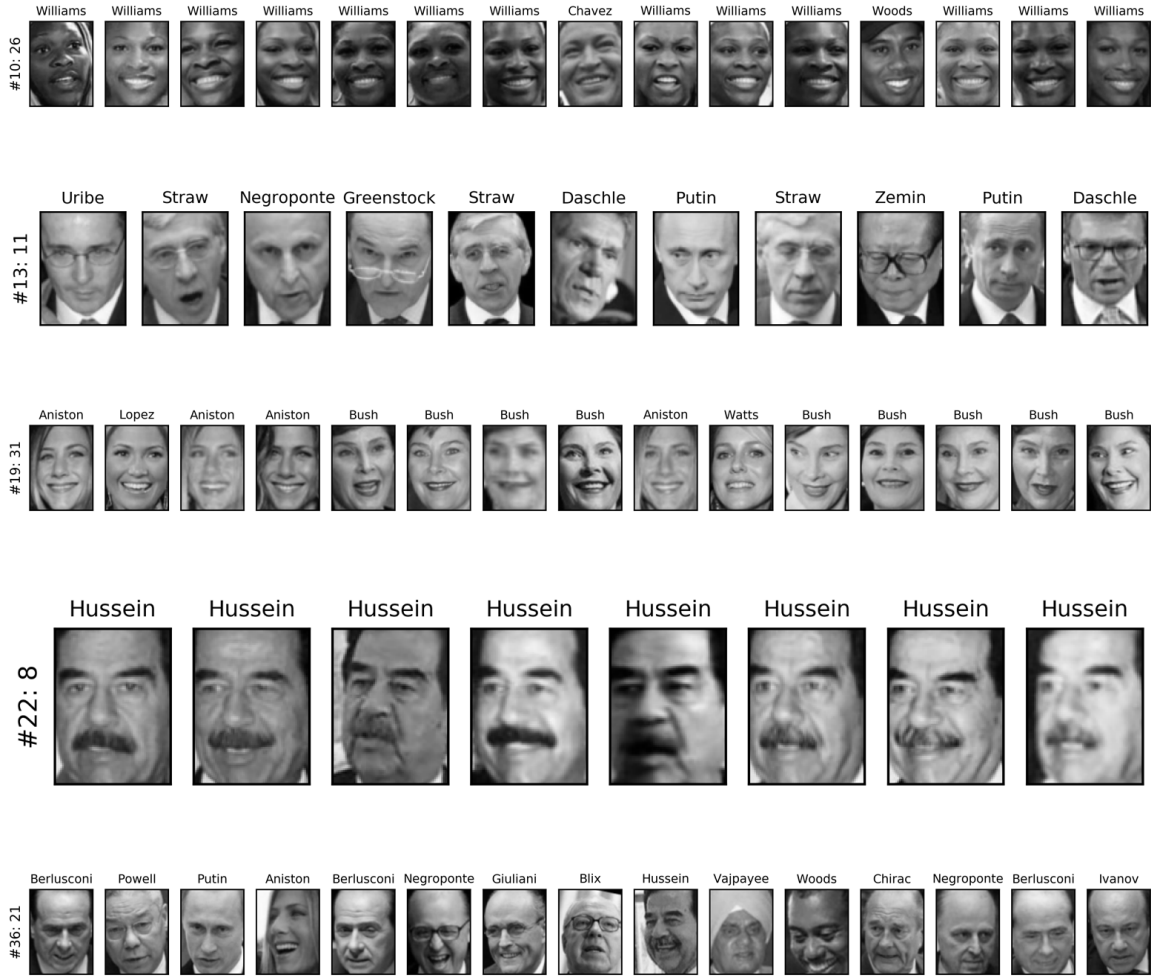 Williams Williams Williams Williams Williams Williams Williams Chavez Williams Williams Williams Woods Williams Williams Williams
#10: 26
Uribe Straw Negroponte Greenstock Straw Daschle Putin Straw Zemin Putin Daschle
#13: 11
Aniston Lopez Aniston Aniston Bush Bush Bush Bush Aniston Watts Bush Bush Bush Bush Bush
#19: 31
Hussein Hussein Hussein Hussein Hussein Hussein Hussein Hussein
#22: 8
Berlusconi Powell Putin Aniston Berlusconi Negroponte Giuliani Blix Hussein Vajpayee Woods Chirac Negroponte Berlusconi Ivanov
#36: 21